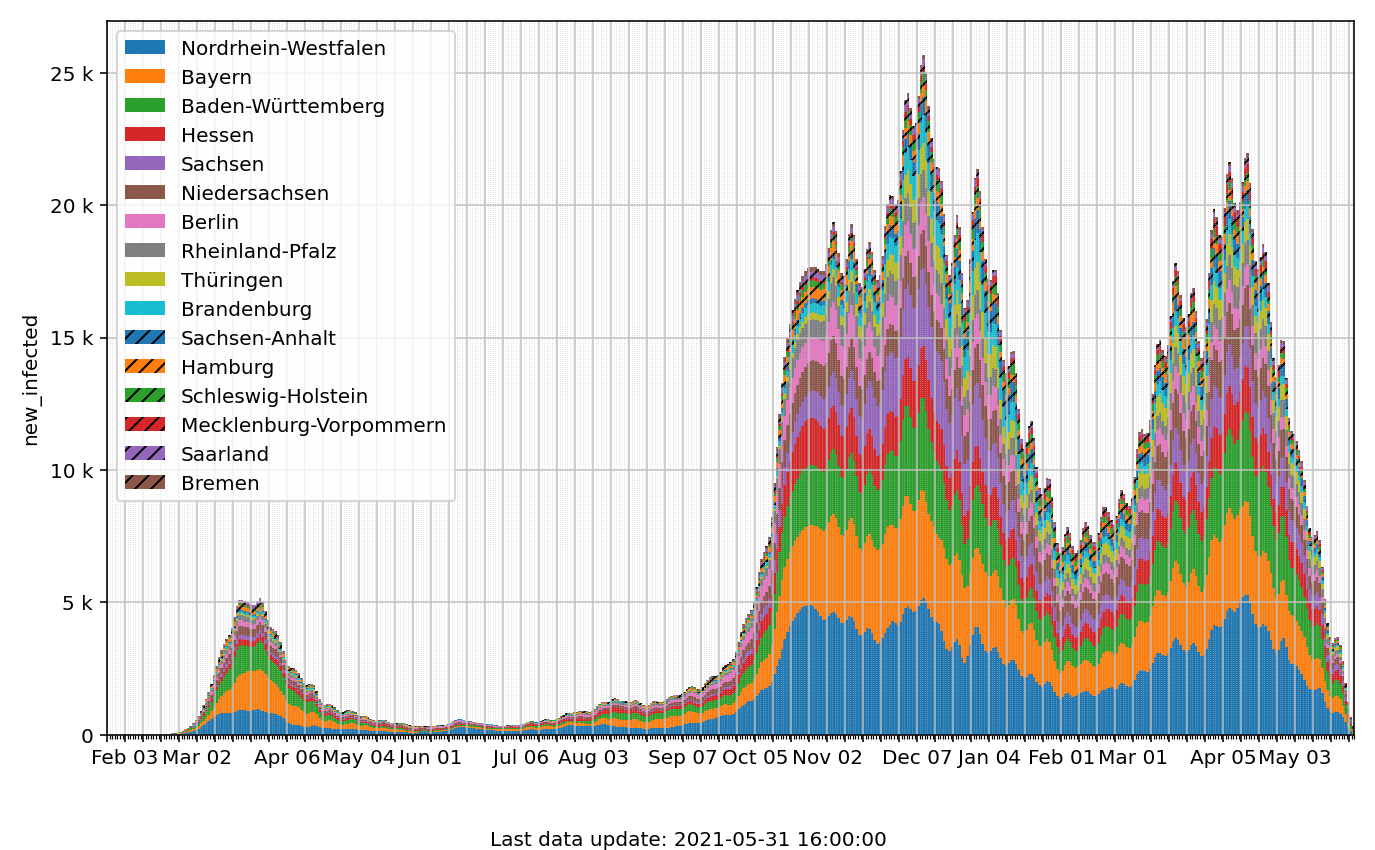 25 k
20 k
15 k
10 k
5 k
0
new_infected
Nordrhein-Westfalen
Bayern
Baden-Württemberg
Hessen
Sachsen
Niedersachsen
Berlin
Rheinland-Pfalz
Thüringen
Brandenburg
Sachsen-Anhalt
Hamburg
Schleswig-Holstein
Mecklenburg-Vorpommern
Saarland
Bremen
Feb 03 Mar 02 Apr 06 May 04 Jun 01 Jul 06 Aug 03 Sep 07 Oct 05 Nov 02 Dec 07 Jan 04 Feb 01 Mar 01 Apr 05 May 03
Last data update: 2021-05-31 16:00:00